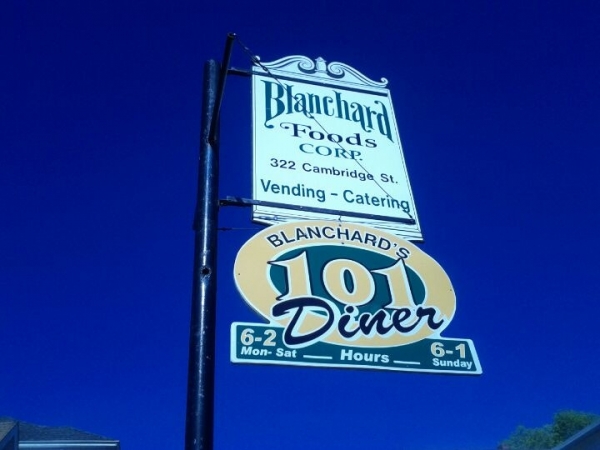 Blanchard
Foods
CORP.
322 Cambridge St.
Vending - Catering
BLANCHARD'S
101
Diner
6-2 Hours 6-1
Mon- Sat Sunday